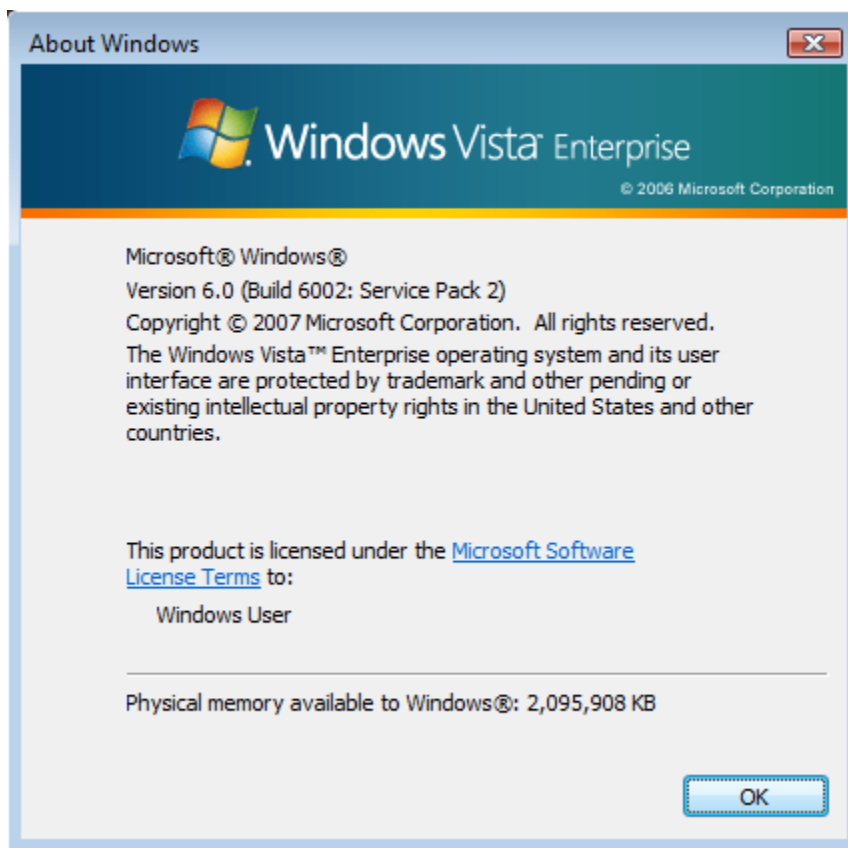 About Windows
Windows Vista™ Enterprise
© 2006 Microsoft Corporation
Microsoft® Windows®
Version 6.0 (Build 6002: Service Pack 2)
Copyright © 2007 Microsoft Corporation.  All rights reserved.
The Windows Vista™ Enterprise operating system and its user
interface are protected by trademark and other pending or
existing intellectual property rights in the United States and other
countries.
This product is licensed under the Microsoft Software
License Terms to:
Windows User
Physical memory available to Windows®: 2,095,908 KB
OK